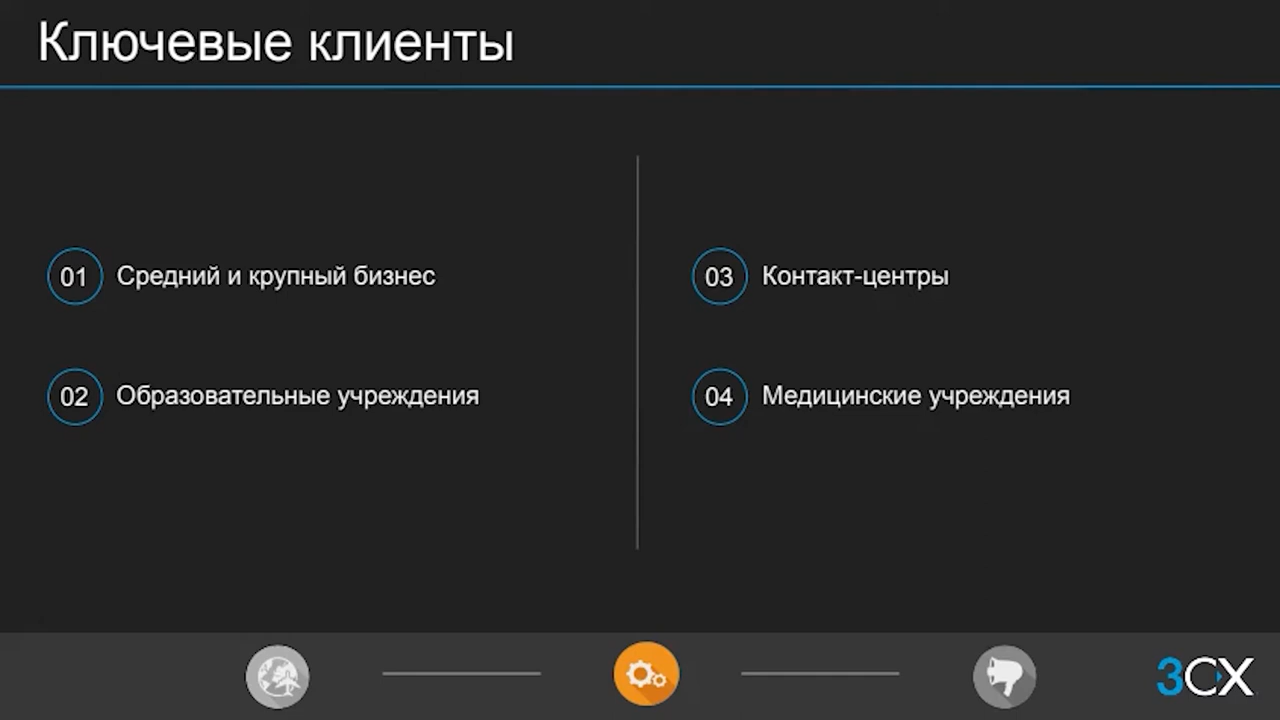 Ключевые клиенты
01 Средний и крупный бизнес
02 Образовательные учреждения
03 Контакт-центры
04 Медицинские учреждения
3CX